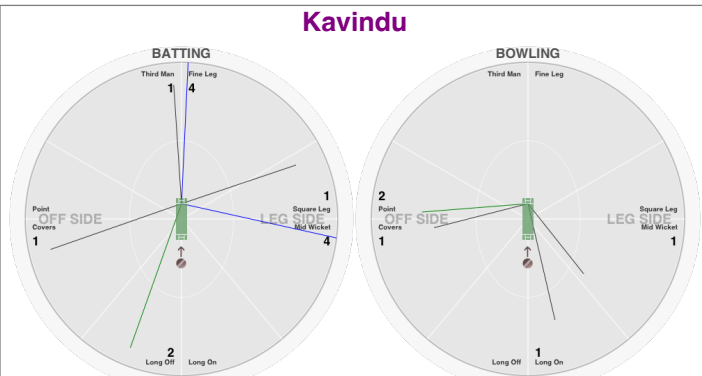 Kavindu
BATTING
Third Man Fine Leg
1 4
1
Point Square Leg
OFF SIDE LEG SIDE
Covers Mid Wicket
1 4
2
Long Off Long On
BOWLING
Third Man Fine Leg
2
Point Square Leg
OFF SIDE LEG SIDE
Covers Mid Wicket
1 1
1
Long Off Long On